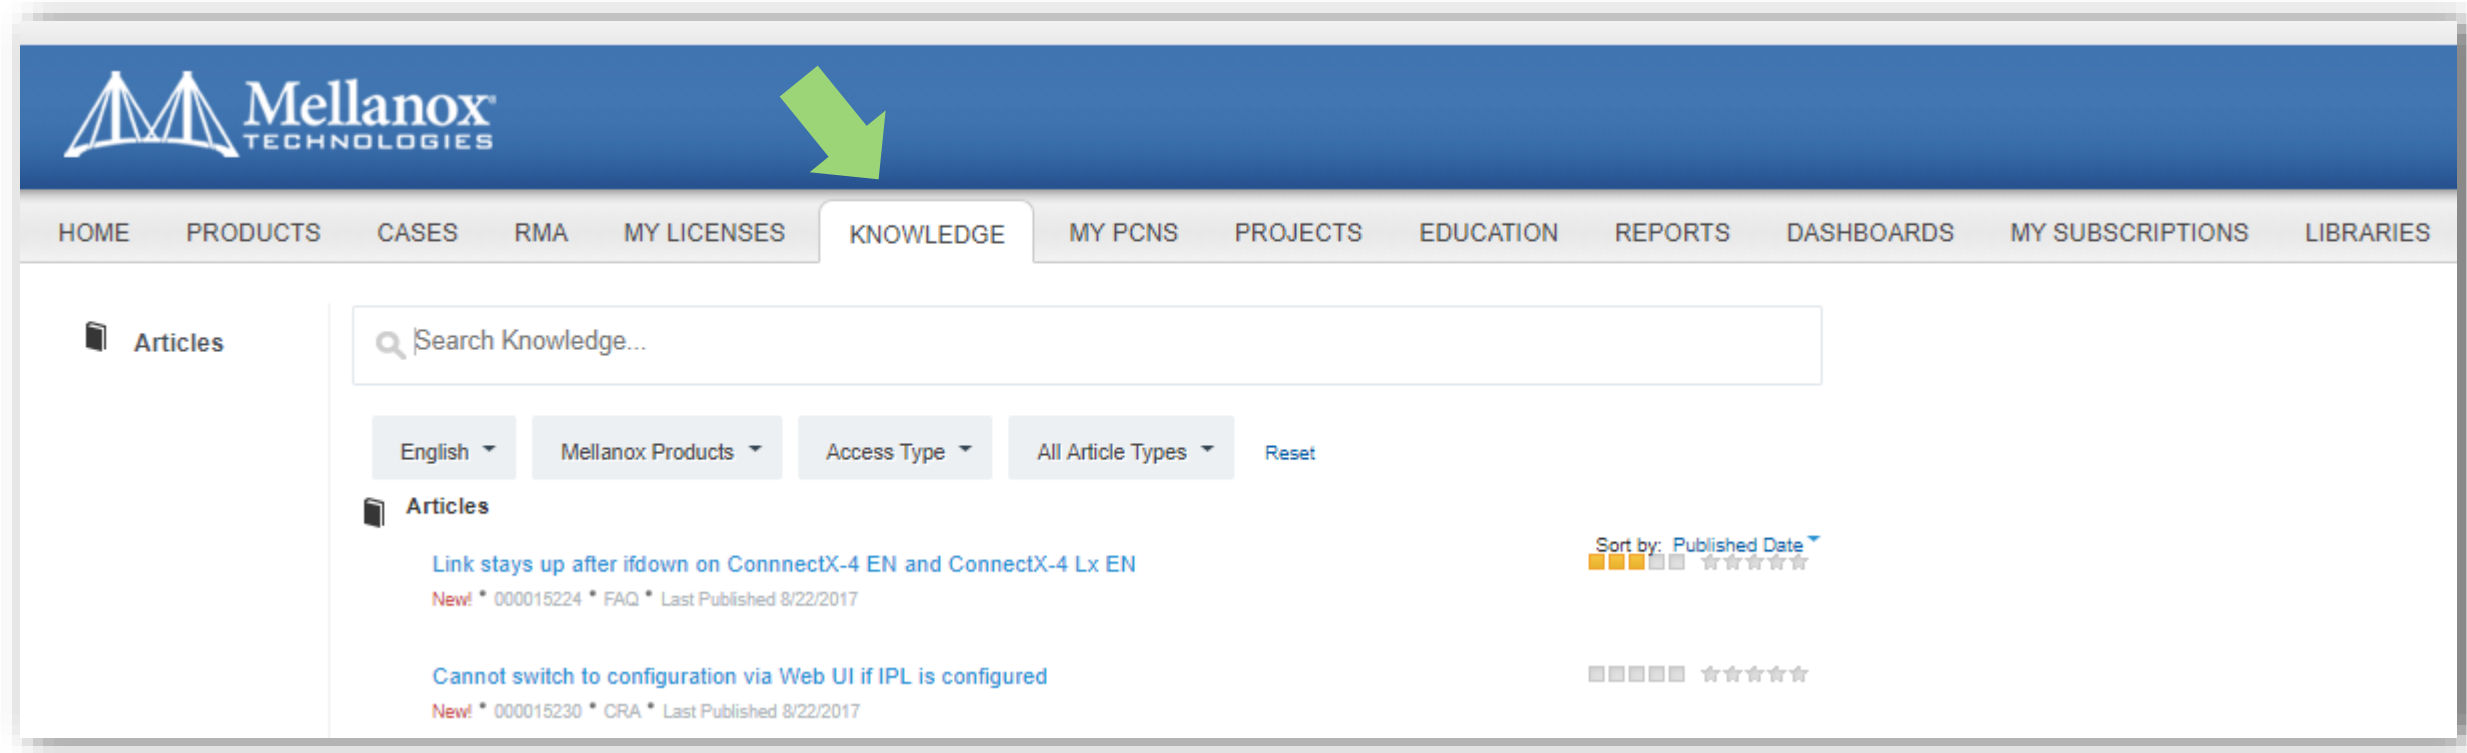 Mellanox
TECHNOLOGIES
HOME PRODUCTS CASES RMA MY LICENSES KNOWLEDGE MY PCNS PROJECTS EDUCATION REPORTS DASHBOARDS MY SUBSCRIPTIONS LIBRARIES
Articles
Search Knowledge...
English Mellanox Products Access Type All Article Types Reset
Articles
Sort by: Published Date
Link stays up after ifdown on ConnnectX-4 EN and ConnectX-4 Lx EN
New! * 000015224 * FAQ * Last Published 8/22/2017
Cannot switch to configuration via Web UI if IPL is configured
New! * 000015230 * CRA * Last Published 8/22/2017